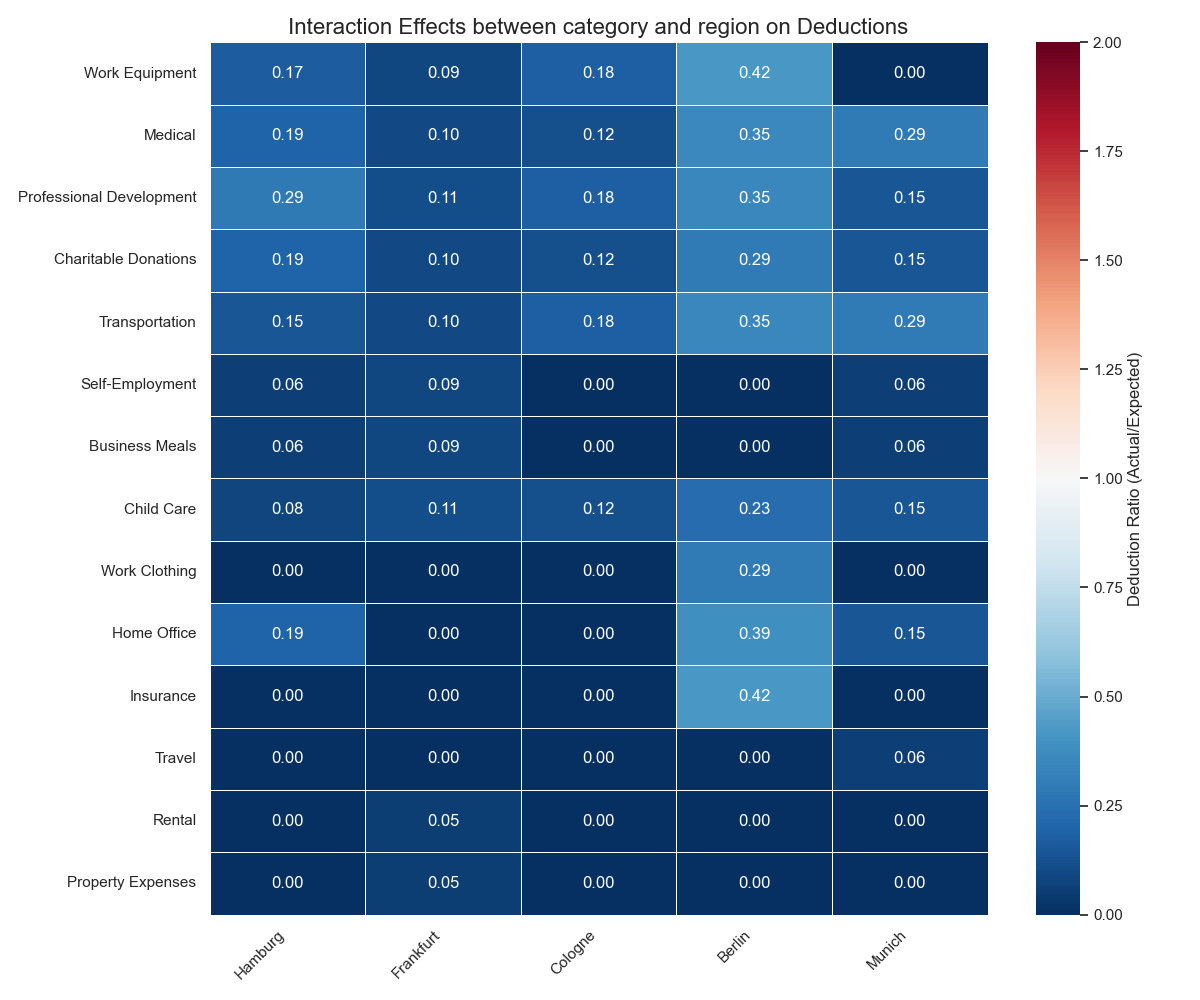 Interaction Effects between category and region on Deductions
Work Equipment 0.17 0.09 0.18 0.42 0.00
Medical 0.19 0.10 0.12 0.35 0.29
Professional Development 0.29 0.11 0.18 0.35 0.15
Charitable Donations 0.19 0.10 0.12 0.29 0.15
Transportation 0.15 0.10 0.18 0.35 0.29
Self-Employment 0.06 0.09 0.00 0.00 0.06
Business Meals 0.06 0.09 0.00 0.00 0.06
Child Care 0.08 0.11 0.12 0.23 0.15
Work Clothing 0.00 0.00 0.00 0.29 0.00
Home Office 0.19 0.00 0.00 0.39 0.15
Insurance 0.00 0.00 0.00 0.42 0.00
Travel 0.00 0.00 0.00 0.00 0.06
Rental 0.00 0.05 0.00 0.00 0.00
Property Expenses 0.00 0.05 0.00 0.00 0.00
Hamburg Frankfurt Cologne Berlin Munich
2.00
1.75
1.50
1.25
1.00
0.75
0.50
0.25
0.00
Deduction Ratio (Actual/Expected)